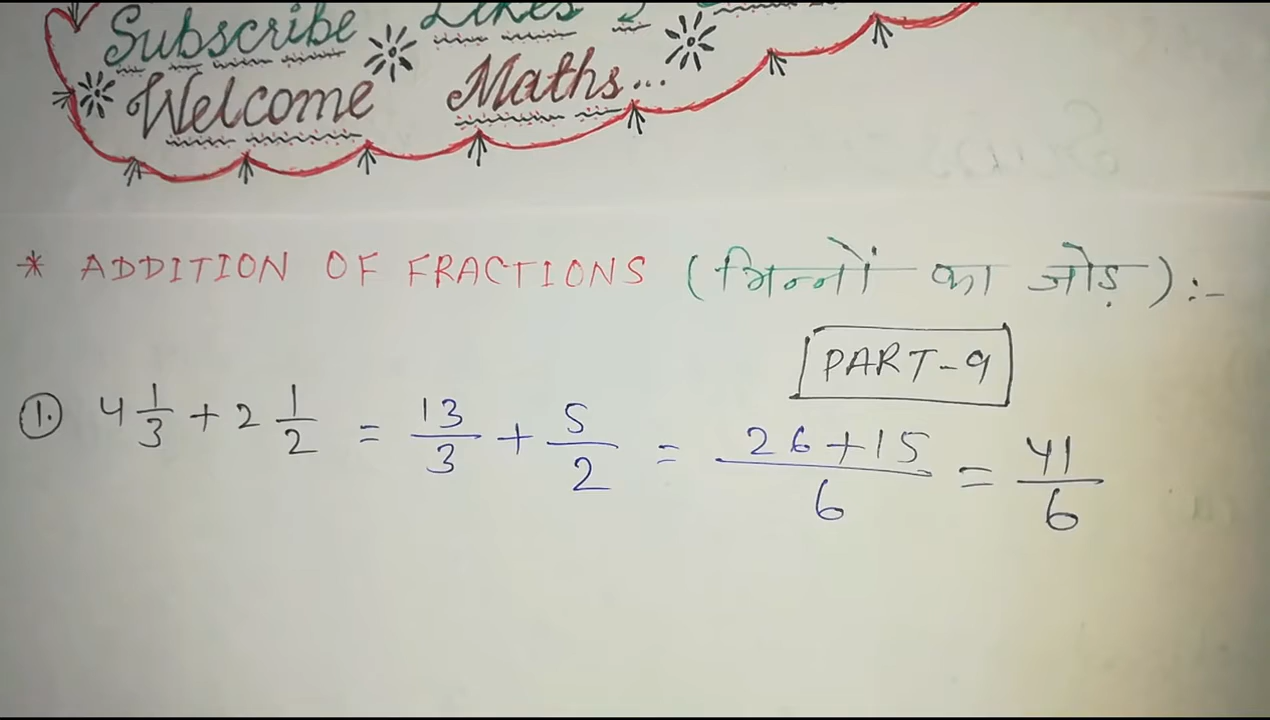 Subscribe Likes
Welcome Maths...
* ADDITION OF FRACTIONS (भिन्नों का जोड़) :-
PART-9
1. 4 1/3 + 2 1/2 = 13/3 + 5/2 = 26+15/6 = 41/6